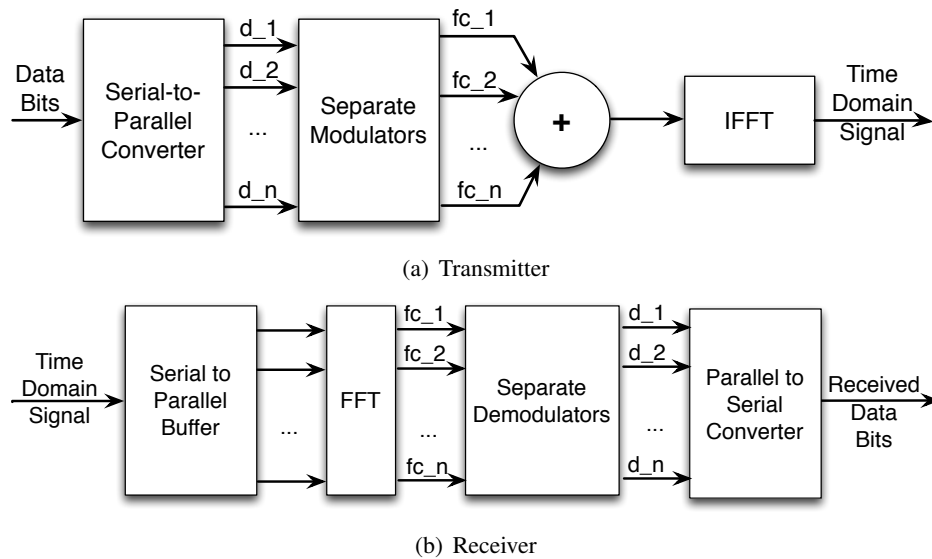 Data
Bits
Serial-to-
Parallel
Converter
d_1
d_2
...
d_n
Separate
Modulators
fc_1
fc_2
...
fc_n
+
IFFT
Time
Domain
Signal
(a) Transmitter
Time
Domain
Signal
Serial to
Parallel
Buffer
...
FFT
fc_1
fc_2
...
fc_n
Separate
Demodulators
d_1
d_2
...
d_n
Parallel to
Serial
Converter
Received
Data
Bits
(b) Receiver